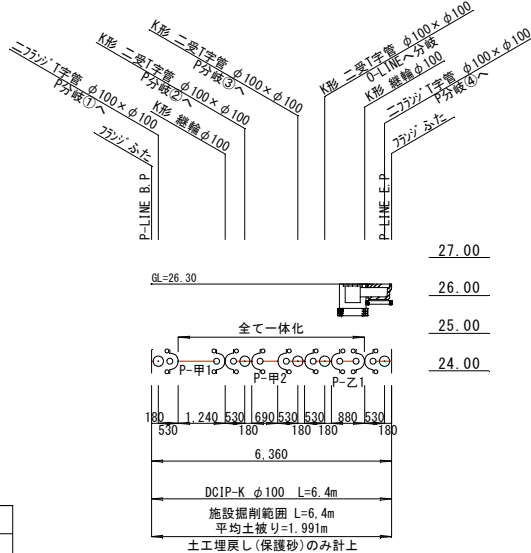 K形 二受T字管 φ100×φ100
P分岐③へ
K形 二受T字管 φ100×φ100
P分岐②へ
二フランジT字管 φ100×φ100
P分岐①へ
K形 継輪φ100
フランジふた
K形 二受T字管 φ100×φ100
O-LINEへ分岐
K形 継輪φ100
二フランジT字管 φ100×φ100
P分岐④へ
フランジふた
P-LINE B.P
P-LINE E.P
27.00
GL=26.30
26.00
25.00
24.00
全て一体化
P-甲1
P-甲2
P-乙1
180 1,240 530 690 530 530 880 530
530 180 180 180 180
6,360
DCIP-K φ100 L=6.4m
施設掘削範囲 L=6.4m
平均土被り=1.991m
土工埋戻し(保護砂)のみ計上